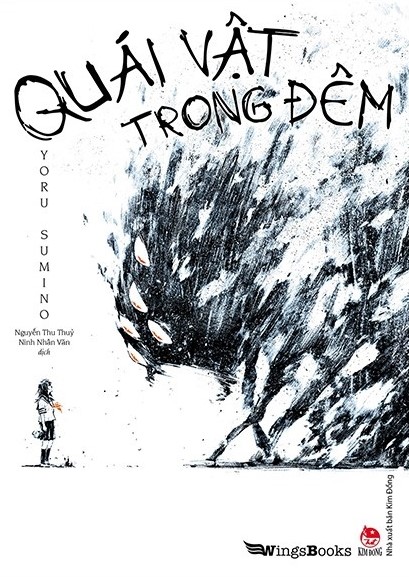 QUÁI VẬT
TRONG ĐÊM
YORU SUMINO
Nguyễn Thu Thuỷ
Ninh Nhân Văn
dịch
WingsBooks
KIM ĐỒNG
Nhà xuất bản Kim Đồng